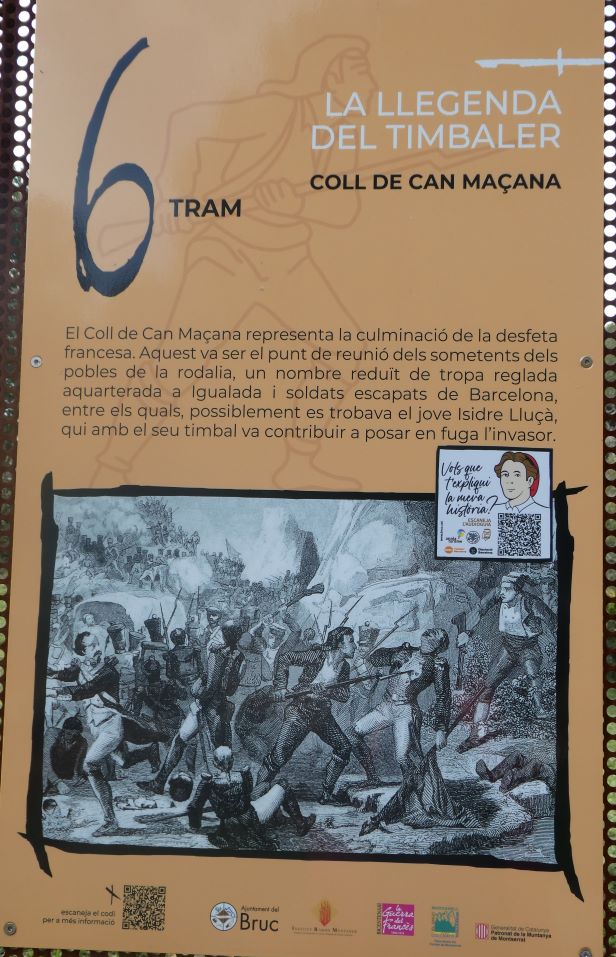 6
TRAM
LA LLEGENDA
DEL TIMBALER
COLL DE CAN MAÇANA
El Coll de Can Maçana representa la culminació de la desfeta
francesa. Aquest va ser el punt de reunió dels sometents dels
pobles de la rodalia, un nombre reduït de tropa reglada
aquarterada a Igualada i soldats escapats de Barcelona,
entre els quals, possiblement es trobava el jove Isidre Lluçà,
qui amb el seu timbal va contribuir a posar en fuga l'invasor.
Vols que
t'expliqui
la meva
història?
ESCANEJA
L'AUDIOGUIA
escaneja el codi
per a més informació
Ajuntament del
Bruc
la
Guerra
del
Francès
Generalitat de Catalunya
Patronat de la Muntanya
de Montserrat